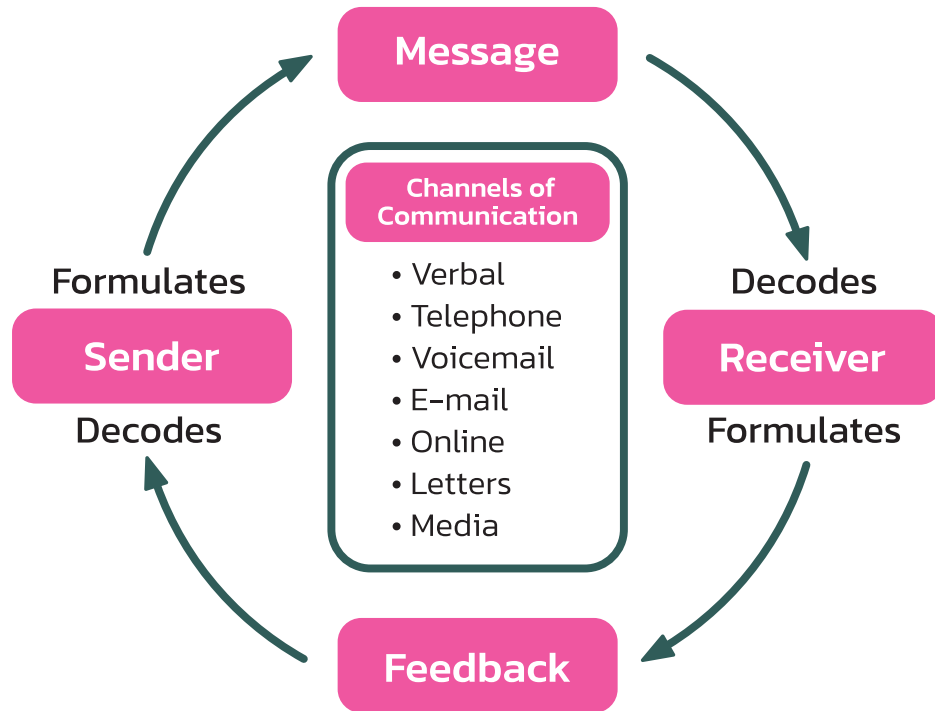 Message
Channels of
Communication
• Verbal
• Telephone
• Voicemail
• E-mail
• Online
• Letters
• Media
Formulates
Sender
Decodes
Decodes
Receiver
Formulates
Feedback